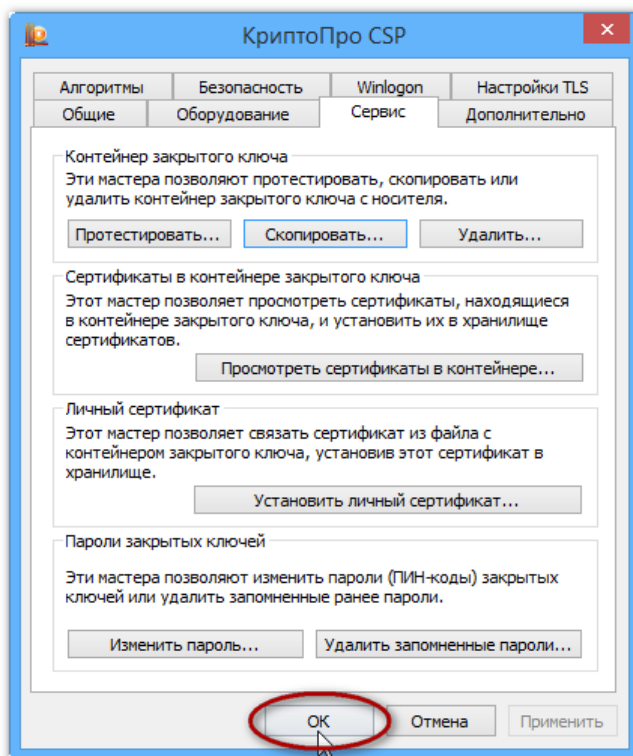 КриптоПро CSP
Алгоритмы Безопасность Winlogon Настройки TLS
Общие Оборудование Сервис Дополнительно
Контейнер закрытого ключа
Эти мастера позволяют протестировать, скопировать или
удалить контейнер закрытого ключа с носителя.
Протестировать... Скопировать... Удалить...
Сертификаты в контейнере закрытого ключа
Этот мастер позволяет просмотреть сертификаты, находящиеся
в контейнере закрытого ключа, и установить их в хранилище
сертификатов.
Просмотреть сертификаты в контейнере...
Личный сертификат
Этот мастер позволяет связать сертификат из файла с
контейнером закрытого ключа, установив этот сертификат в
хранилище.
Установить личный сертификат...
Пароли закрытых ключей
Эти мастера позволяют изменить пароли (ПИН-коды) закрытых
ключей или удалить запомненные ранее пароли.
Изменить пароль... Удалить запомненные пароли...
ОК Отмена Применить